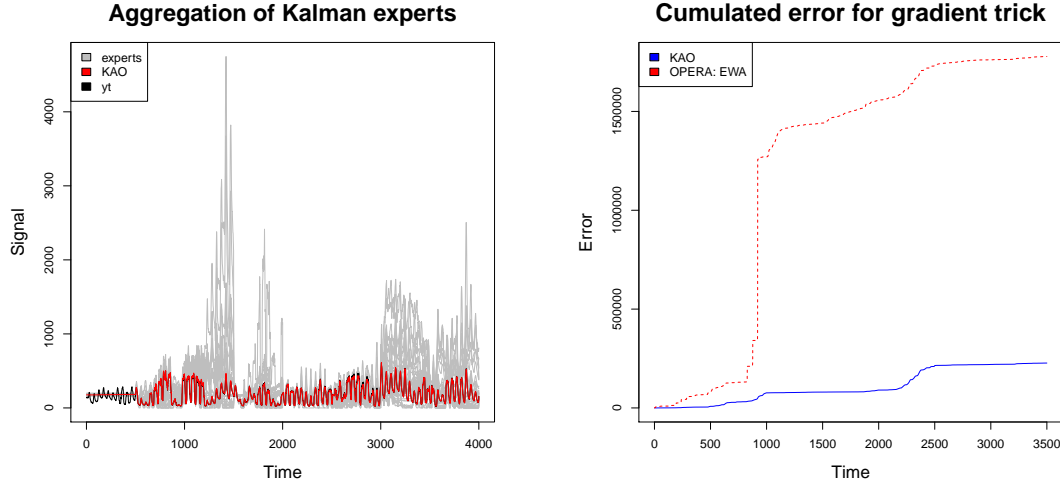 Aggregation of Kalman experts
experts
KAO
yt
Signal
4000
3000
2000
1000
0
0 1000 2000 3000 4000
Time
Cumulated error for gradient trick
KAO
OPERA: EWA
Error
1500000
1000000
500000
0
0 500 1000 1500 2000 2500 3000 3500
Time